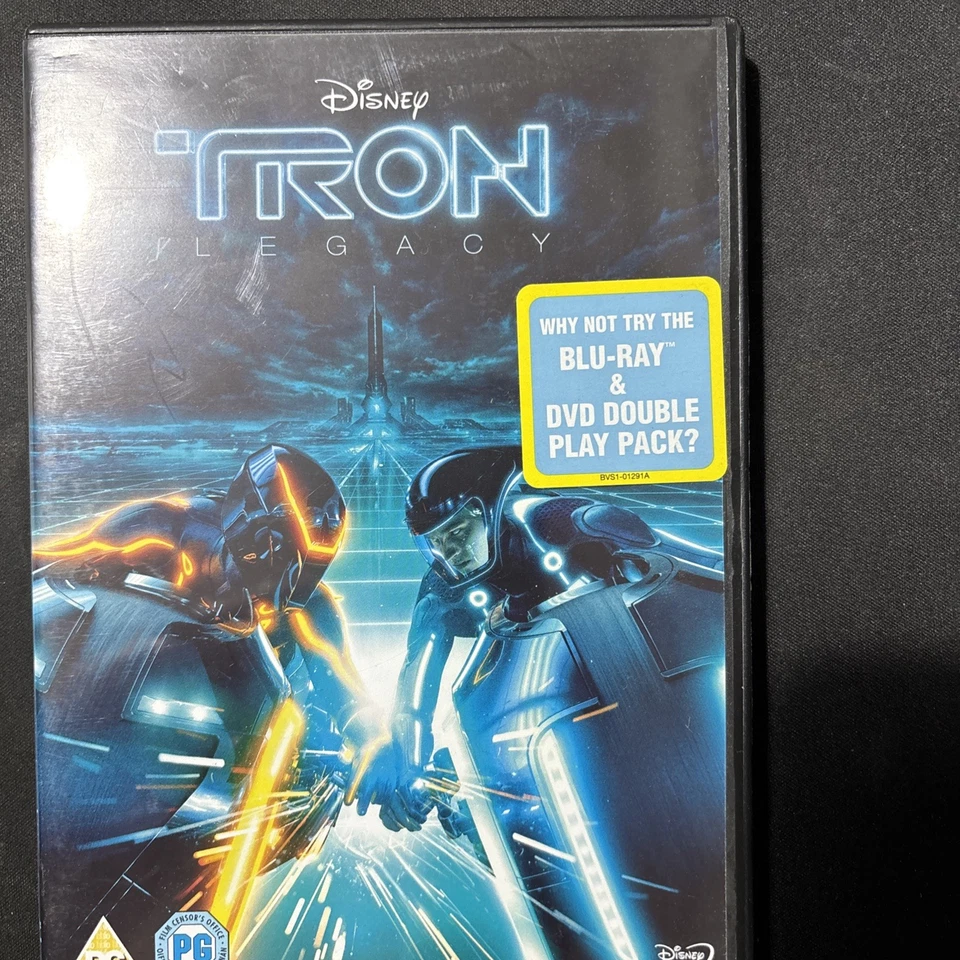 Disney
TRON
LEGACY
WHY NOT TRY THE
BLU-RAY™
&
DVD DOUBLE
PLAY PACK?
BVS1-01291A
FILM CENSOR'S OFFICE
PG
PG
Disney